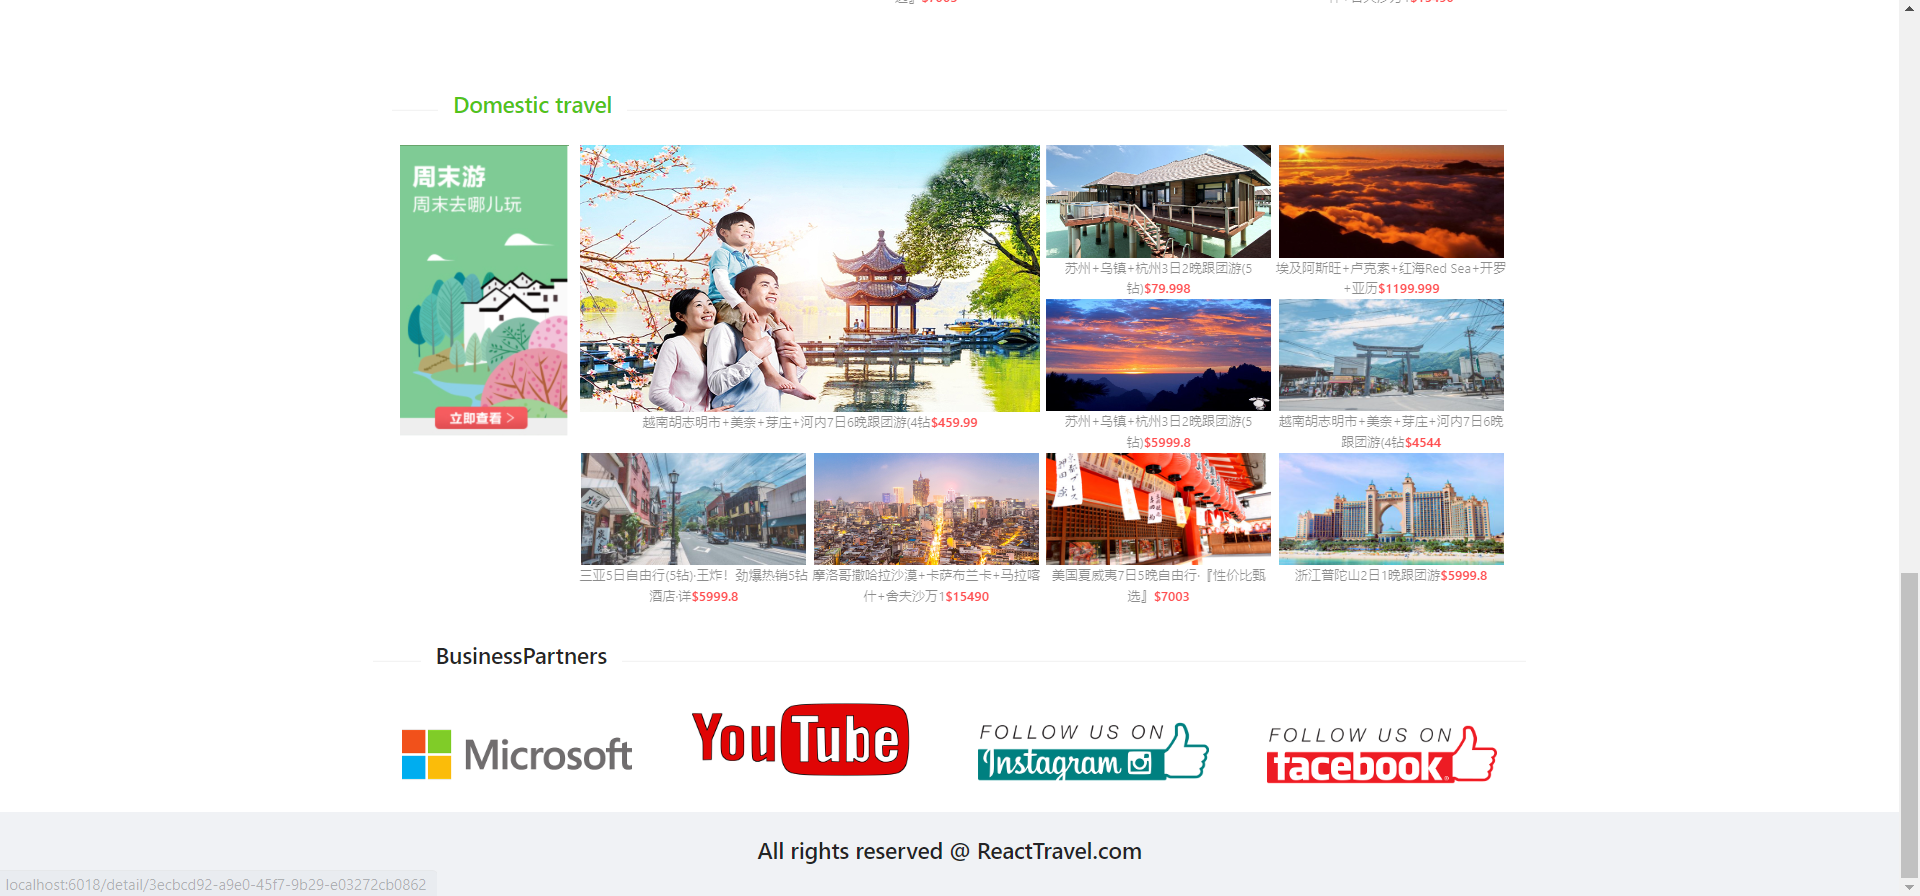 选』$7003
什+舍夫沙万1$15490
Domestic travel
周末游
周末去哪儿玩
立即查看 >
越南胡志明市+美奈+芽庄+河内7日6晚跟团游(4钻$459.99
苏州+乌镇+杭州3日2晚跟团游(5
钻)$79.998
埃及阿斯旺+卢克索+红海Red Sea+开罗
+亚历$1199.999
苏州+乌镇+杭州3日2晚跟团游(5
钻)$5999.8
越南胡志明市+美奈+芽庄+河内7日6晚
跟团游(4钻$4544
三亚5日自由行(5钻)·王炸！劲爆热销5钻
酒店·详$5999.8
摩洛哥撒哈拉沙漠+卡萨布兰卡+马拉喀
什+舍夫沙万1$15490
美国夏威夷7日5晚自由行·『性价比甄
选』$7003
浙江普陀山2日1晚跟团游$5999.8
BusinessPartners
Microsoft
YouTube
FOLLOW US ON
Instagram
FOLLOW US ON
facebook
All rights reserved @ ReactTravel.com
localhost:6018/detail/3ecbcd92-a9e0-45f7-9b29-e03272cb0862